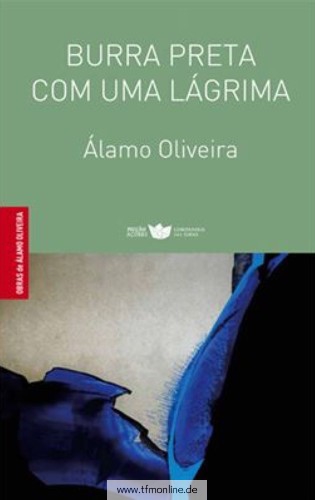 BURRA PRETA
COM UMA LÁGRIMA
Álamo Oliveira
OBRAS de ÁLAMO OLIVEIRA
www.tfmonline.de